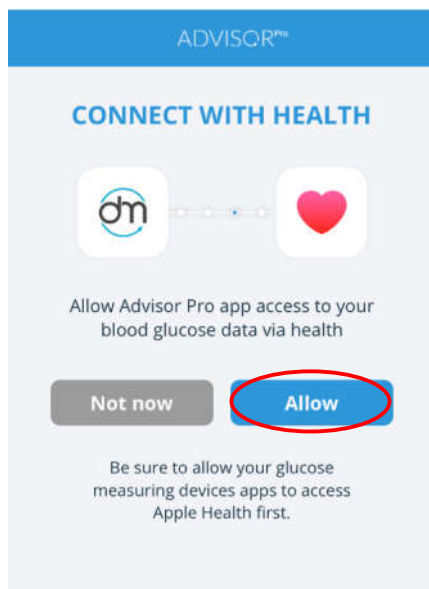 ADVISOR Pro
CONNECT WITH HEALTH
dm
Allow Advisor Pro app access to your
blood glucose data via health
Not now
Allow
Be sure to allow your glucose
measuring devices apps to access
Apple Health first.